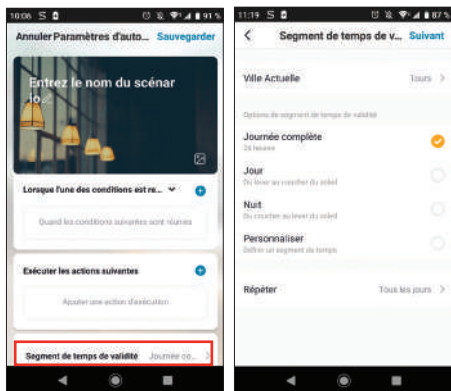 10:06 S 91 %
Annuler Paramètres d'auto... Sauvegarder
Entrez le nom du scénar
io
Lorsque l'une des conditions est re...
Quand les conditions suivantes sont réunies
Exécuter les actions suivantes
Ajouter une action d'exécution
Segment de temps de validité Journée co... >
11:19 S 87 %
< Segment de temps de v... Suivant
Ville Actuelle Tours >
Options de segment de temps de validité
Journée complète
24 heures
Jour
Du lever au coucher du soleil
Nuit
Du coucher au lever du soleil
Personnaliser
Définir un segment de temps
Répéter Tous les jours >